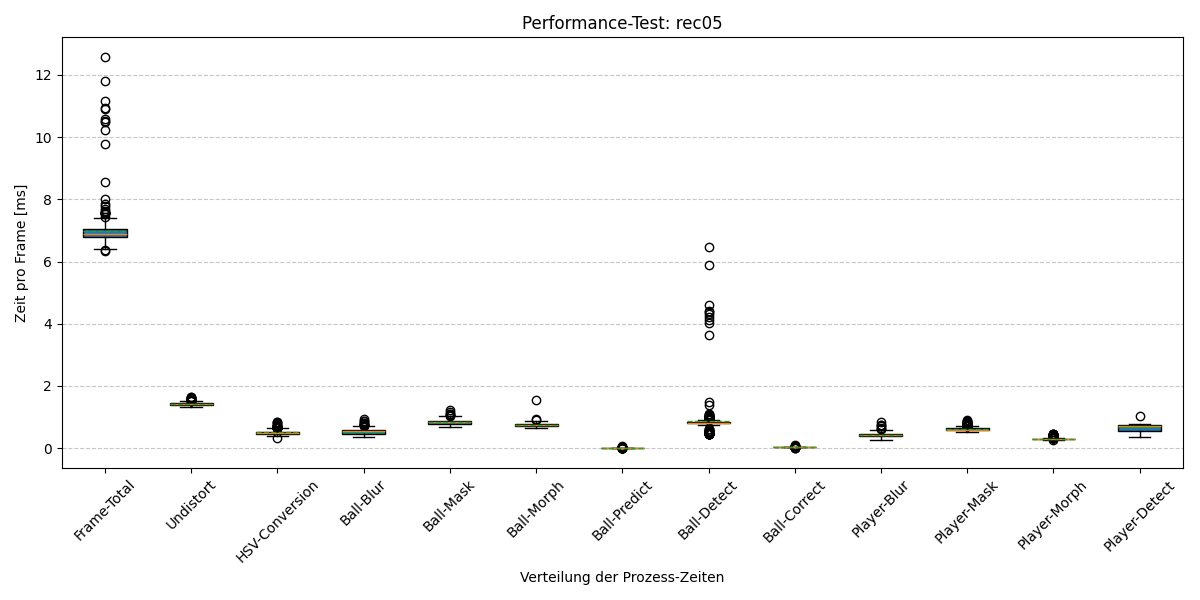 Performance-Test: rec05
Zeit pro Frame [ms]
12
10
8
6
4
2
0
Frame-Total
Undistort
HSV-Conversion
Ball-Blur
Ball-Mask
Ball-Morph
Ball-Predict
Ball-Detect
Ball-Correct
Player-Blur
Player-Mask
Player-Morph
Player-Detect
Verteilung der Prozess-Zeiten